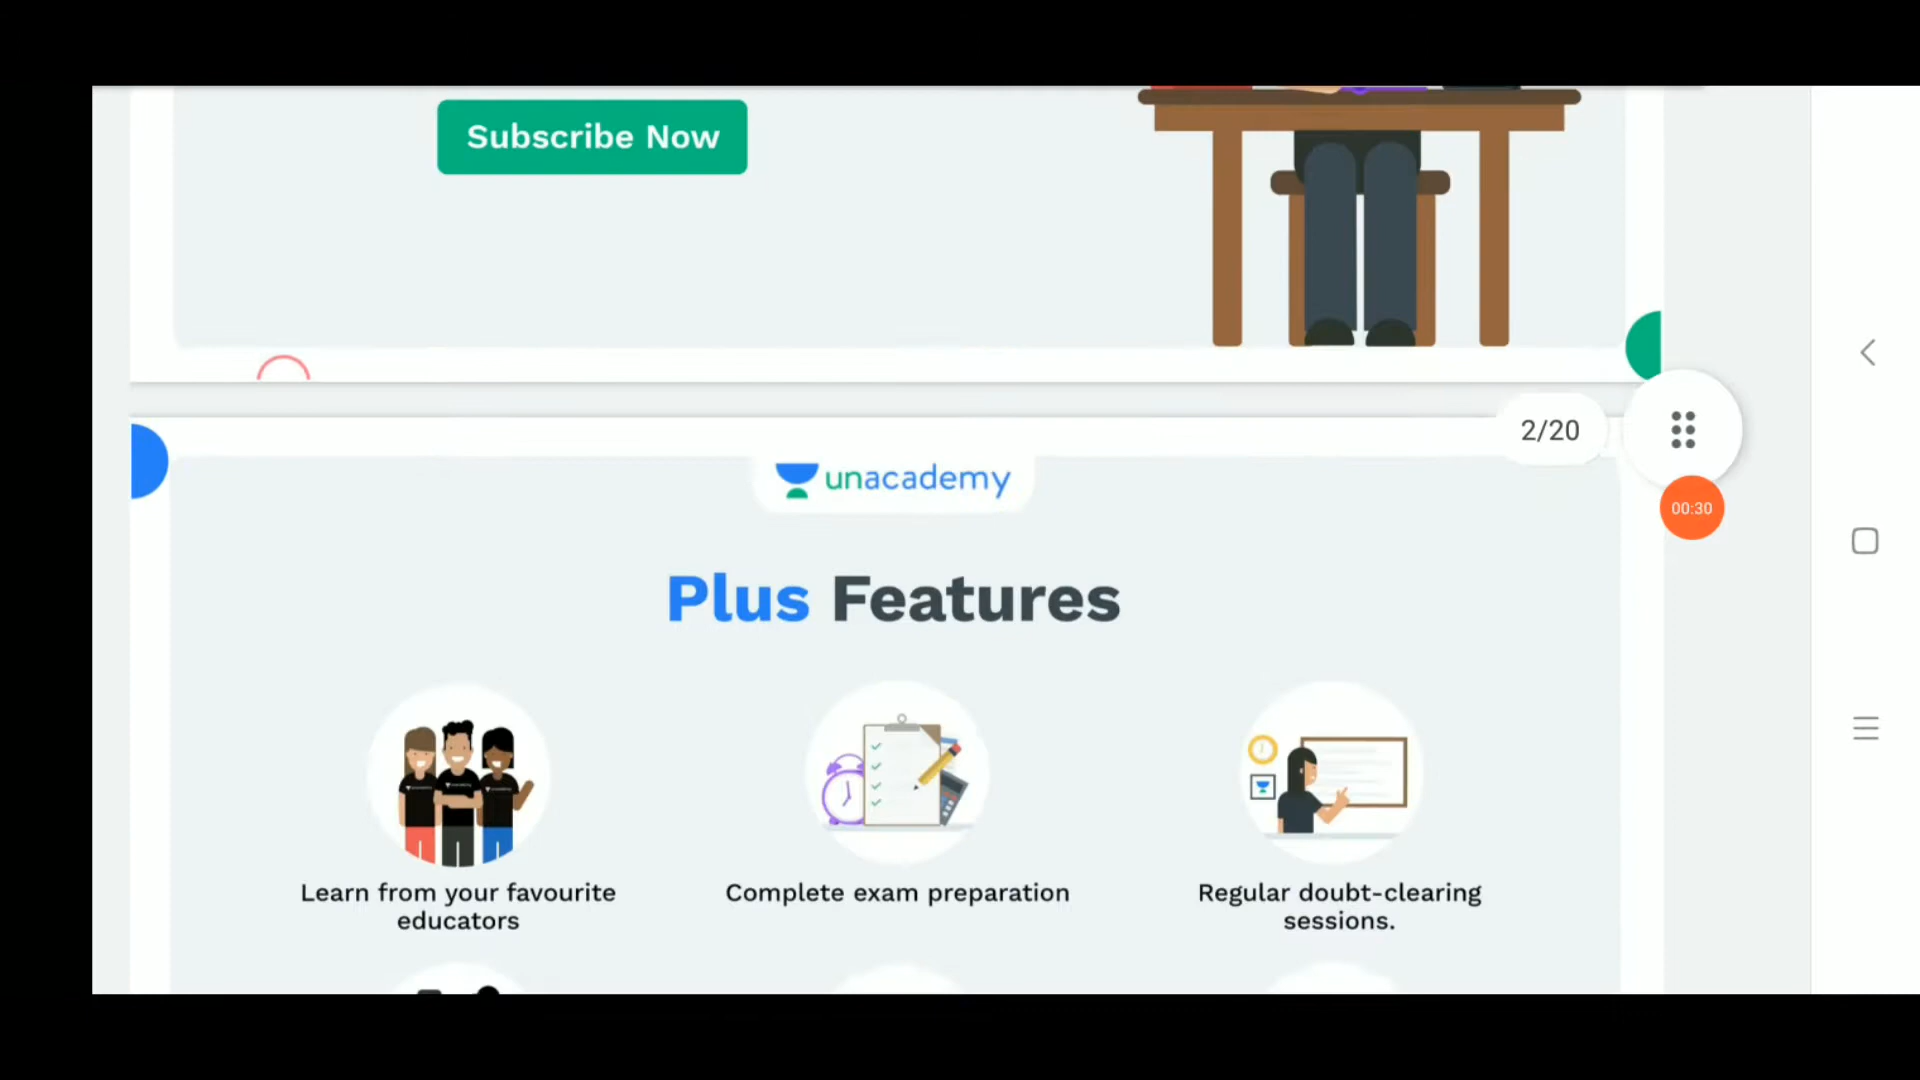 Subscribe Now
2/20
unacademy
00:30
Plus Features
Learn from your favourite
educators
Complete exam preparation
Regular doubt-clearing
sessions.